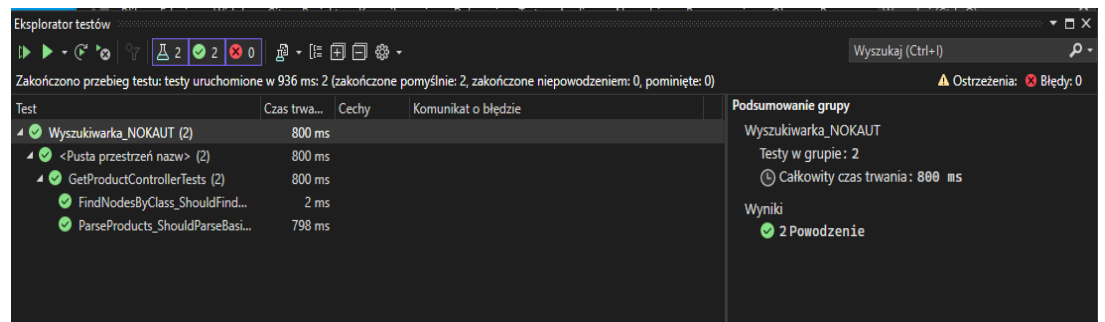 Eksplorator testów
2 2 0
Wyszukaj (Ctrl+I)
Zakończono przebieg testu: testy uruchomione w 936 ms: 2 (zakończone pomyślnie: 2, zakończone niepowodzeniem: 0, pominięte: 0)
Ostrzeżenia: Błędy: 0
Test Czas trwa... Cechy Komunikat o błędzie
Wyszukiwarka_NOKAUT (2) 800 ms
<Pusta przestrzeń nazw> (2) 800 ms
GetProductControllerTests (2) 800 ms
FindNodesByClass_ShouldFind... 2 ms
ParseProducts_ShouldParseBasi... 798 ms
Podsumowanie grupy
Wyszukiwarka_NOKAUT
Testy w grupie: 2
Całkowity czas trwania: 800 ms
Wyniki
2 Powodzenie